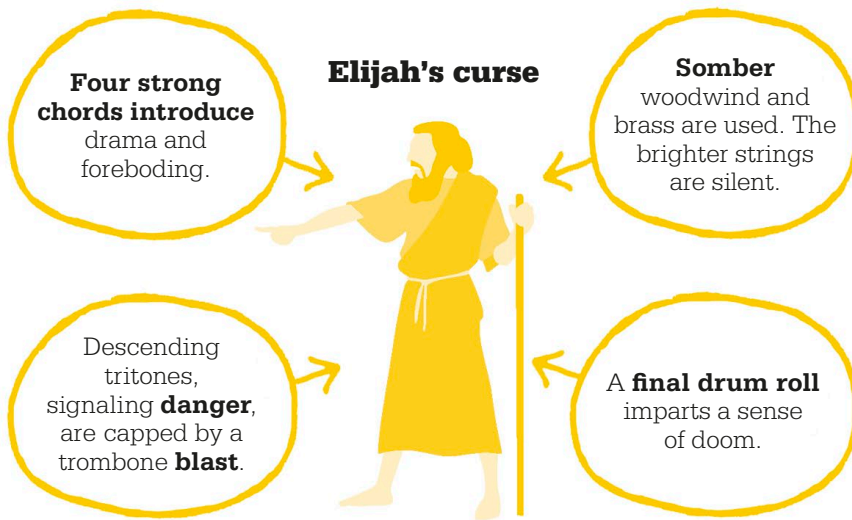 Elijah's curse
Four strong
chords introduce
drama and
foreboding.
Somber
woodwind and
brass are used. The
brighter strings
are silent.
Descending
tritones,
signaling danger,
are capped by a
trombone blast.
A final drum roll
imparts a sense
of doom.